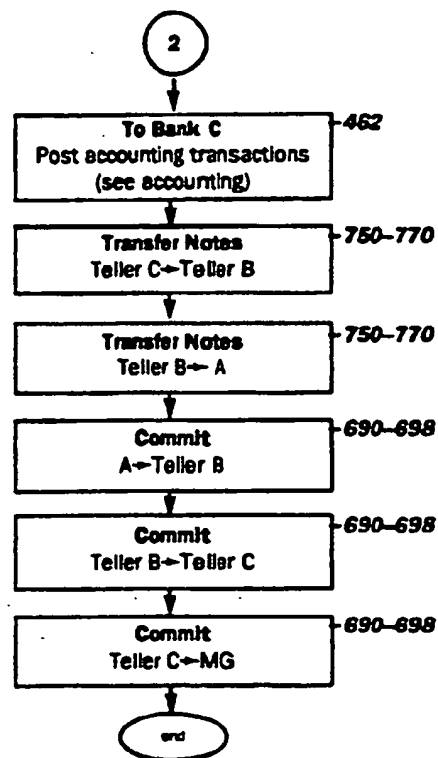 2
To Bank C
462
Post accounting transactions
(see accounting)
Transfer Notes
750–770
Teller C→Teller B
Transfer Notes
750–770
Teller B→ A
Commit
690–698
A→Teller B
Commit
690–698
Teller B→Teller C
Commit
690–698
Teller C→MG
end